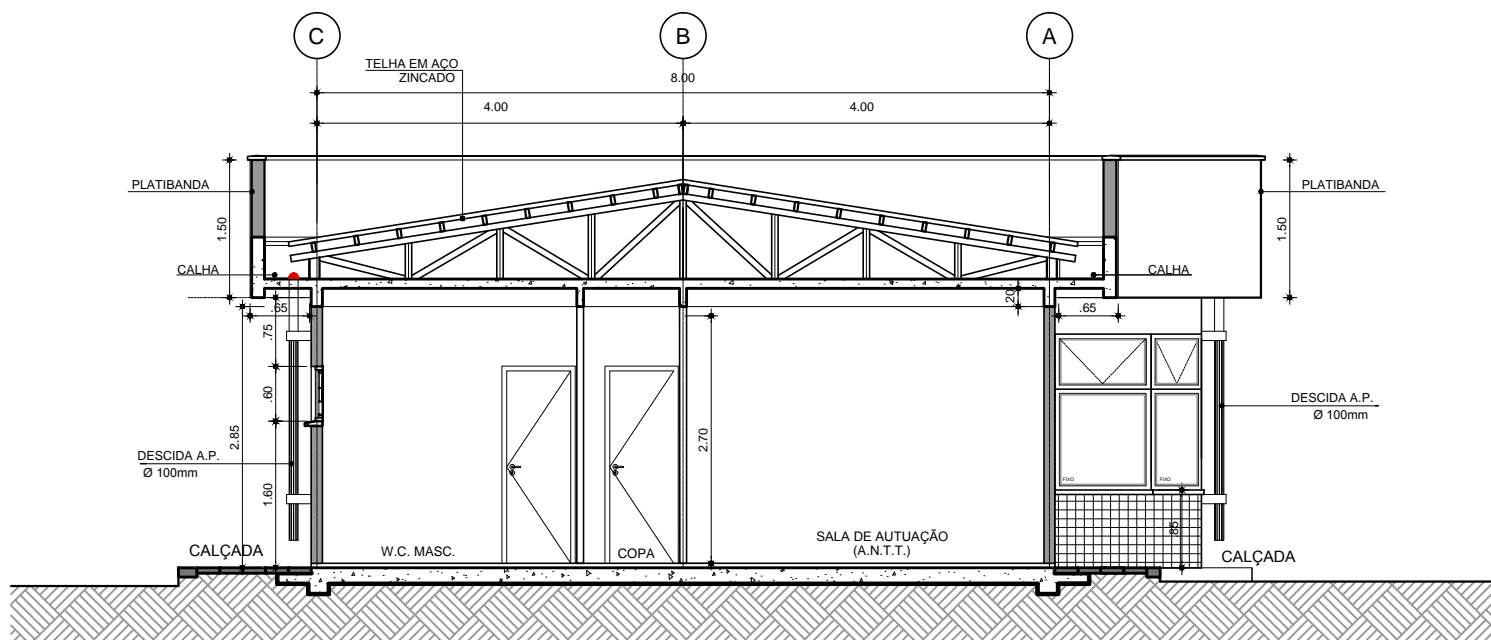 C
B
A
TELHA EM AÇO
ZINCADO
8.00
4.00
4.00
PLATIBANDA
PLATIBANDA
1.50
1.50
CALHA
CALHA
.65
.20
.65
.75
.60
2.85
2.70
DESCIDA A.P.
Ø 100mm
DESCIDA A.P.
Ø 100mm
FIXO
FIXO
1.60
.85
CALÇADA
W.C. MASC.
COPA
SALA DE AUTUAÇÃO
(A.N.T.T.)
CALÇADA